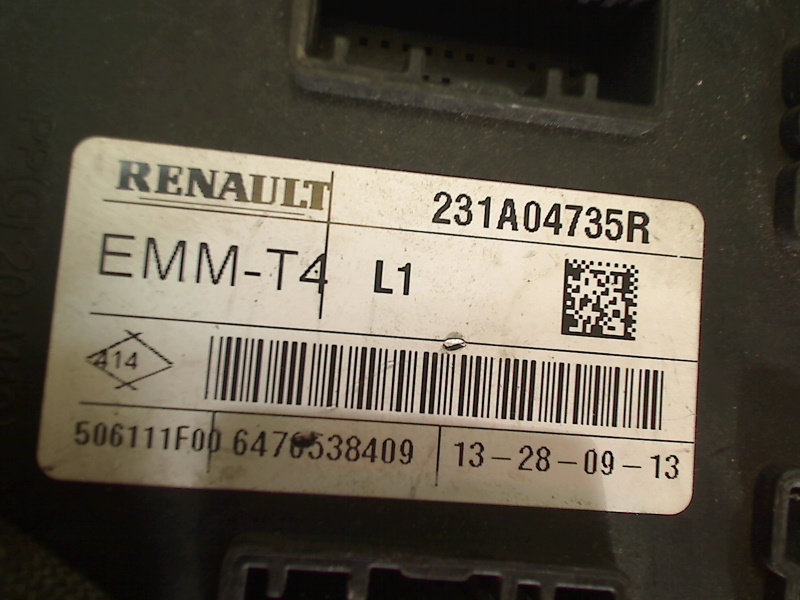 RENAULT
231A04735R
EMM-T4
L1
414
506111F00
6470538409
13-28-09-13